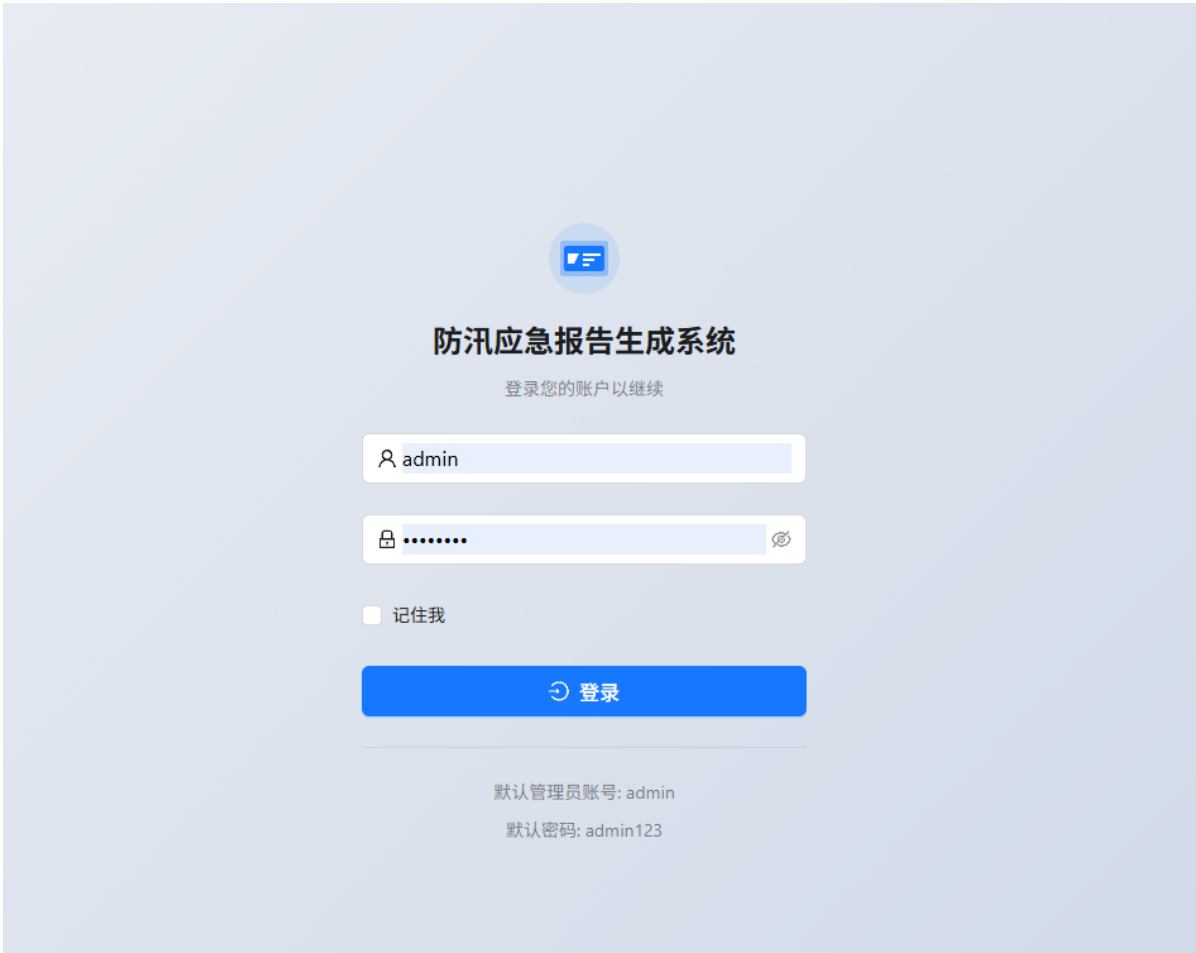 防汛应急报告生成系统
登录您的账户以继续
admin
••••••••
记住我
登录
默认管理员账号: admin
默认密码: admin123